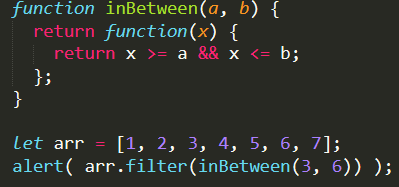 function inBetween(a, b) {
  return function(x) {
    return x >= a && x <= b;
  };
}

let arr = [1, 2, 3, 4, 5, 6, 7];
alert( arr.filter(inBetween(3, 6)) );